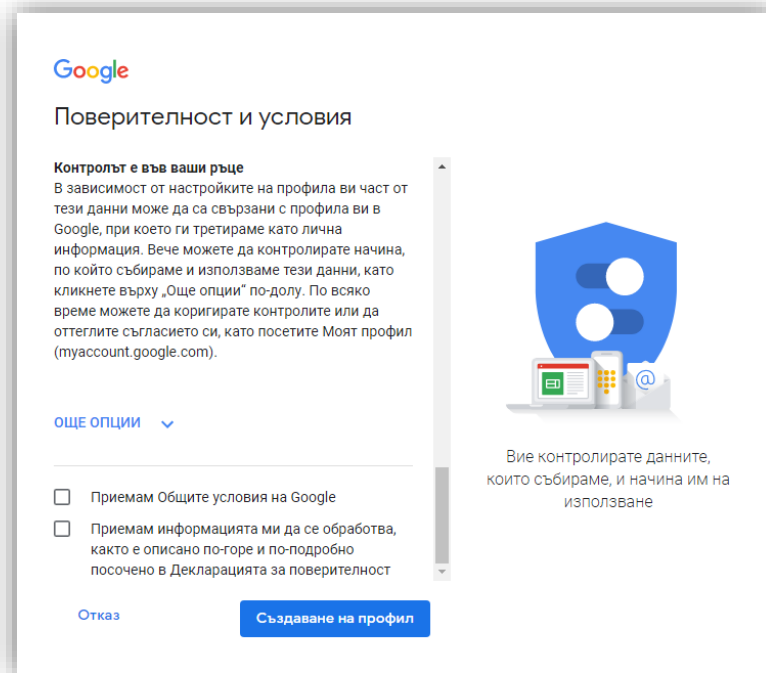 Google
Поверителност и условия
Контролът е във ваши ръце
В зависимост от настройките на профила ви част от
тези данни може да са свързани с профила ви в
Google, при което ги третираме като лична
информация. Вече можете да контролирате начина,
по който събираме и използваме тези данни, като
кликнете върху „Още опции“ по-долу. По всяко
време можете да коригирате контролите или да
оттеглите съгласието си, като посетите Моят профил
(myaccount.google.com).
ОЩЕ ОПЦИИ
Приемам Общите условия на Google
Приемам информацията ми да се обработва,
както е описано по-горе и по-подробно
посочено в Декларацията за поверителност
Отказ
Създаване на профил
@
Вие контролирате данните,
които събираме, и начина им на
използване